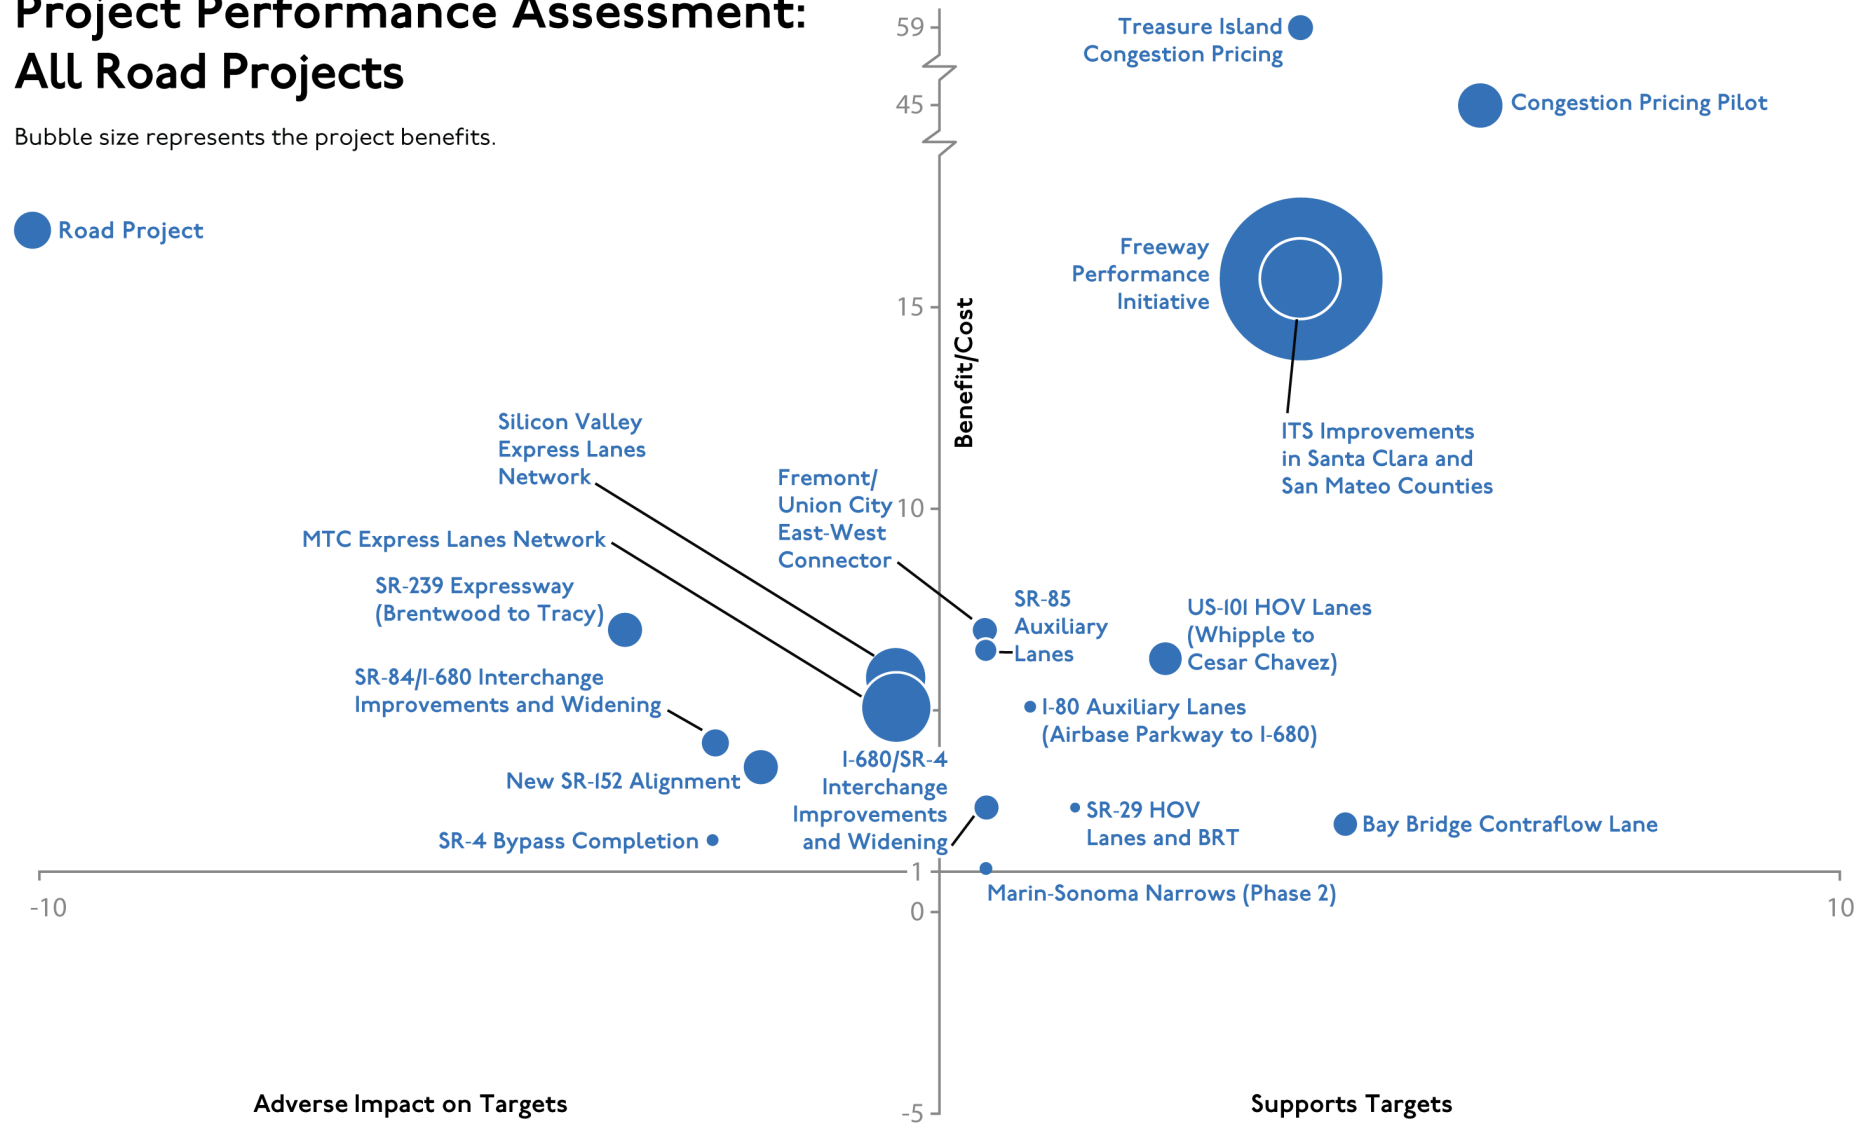 Project Performance Assessment:
All Road Projects
Bubble size represents the project benefits.
Road Project
59
45
15
10
1
0
-5
-10
10
Benefit/Cost
Treasure Island
Congestion Pricing
Congestion Pricing Pilot
Freeway
Performance
Initiative
ITS Improvements
in Santa Clara and
San Mateo Counties
Silicon Valley
Express Lanes
Network
MTC Express Lanes Network
Fremont/
Union City
East-West
Connector
SR-239 Expressway
(Brentwood to Tracy)
SR-85
Auxiliary
Lanes
US-101 HOV Lanes
(Whipple to
Cesar Chavez)
SR-84/I-680 Interchange
Improvements and Widening
I-80 Auxiliary Lanes
(Airbase Parkway to I-680)
New SR-152 Alignment
I-680/SR-4
Interchange
Improvements
and Widening
SR-29 HOV
Lanes and BRT
Bay Bridge Contraflow Lane
SR-4 Bypass Completion
Marin-Sonoma Narrows (Phase 2)
Adverse Impact on Targets
Supports Targets